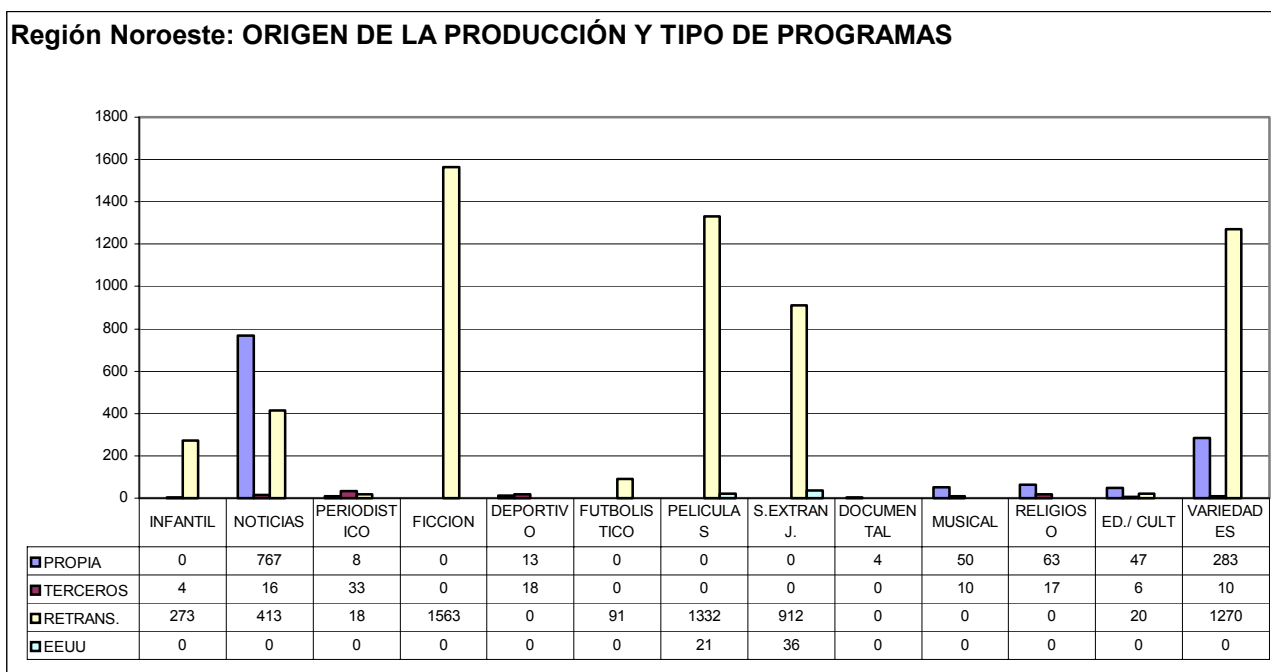 Región Noroeste: ORIGEN DE LA PRODUCCIÓN Y TIPO DE PROGRAMAS
1800
1600
1400
1200
1000
800
600
400
200
0
INFANTIL NOTICIAS PERIODIST ICO FICCION DEPORTIV O FUTBOLIS TICO PELICULA S S.EXTRAN J. DOCUMEN TAL MUSICAL RELIGIOS O ED./ CULT VARIEDAD ES
PROPIA 0 767 8 0 13 0 0 0 4 50 63 47 283
TERCEROS 4 16 33 0 18 0 0 0 0 10 17 6 10
RETRANS. 273 413 18 1563 0 91 1332 912 0 0 0 20 1270
EEUU 0 0 0 0 0 0 21 36 0 0 0 0 0